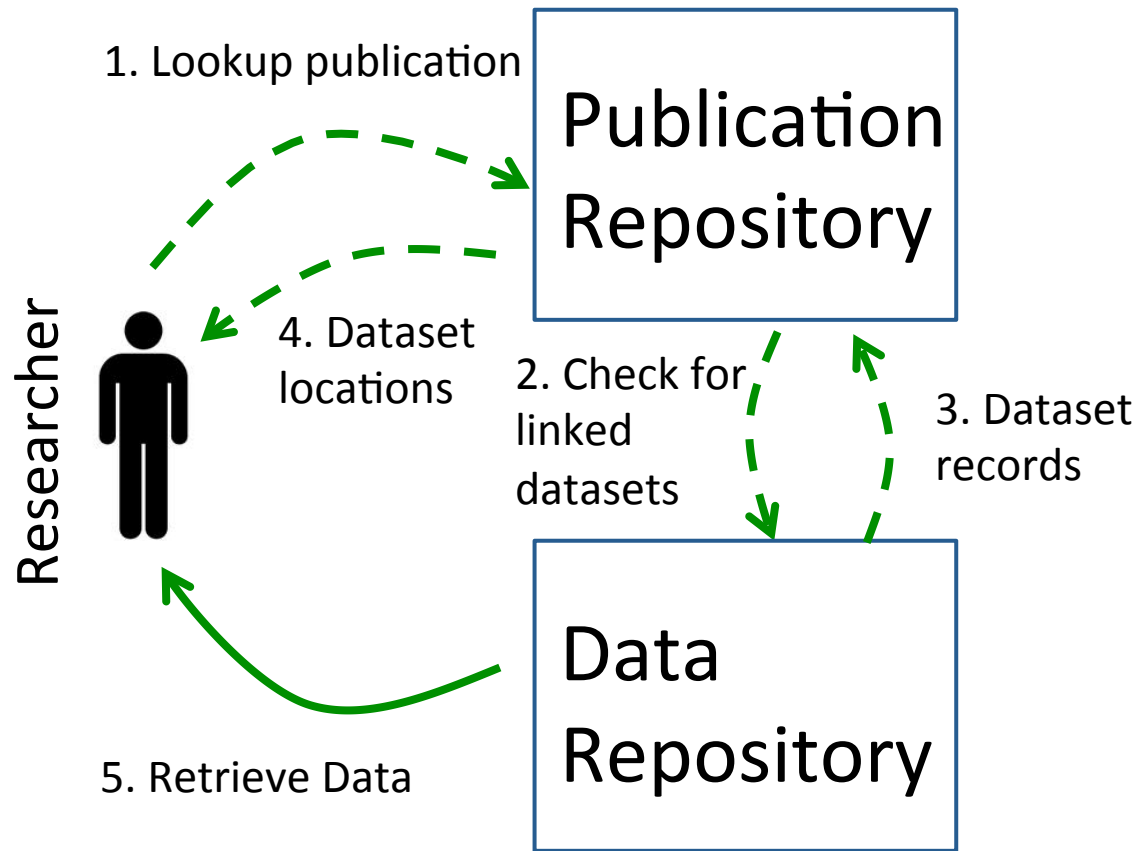 1. Lookup publication
Publication
Repository
Researcher
4. Dataset
locations
2. Check for
linked
datasets
3. Dataset
records
Data
Repository
5. Retrieve Data